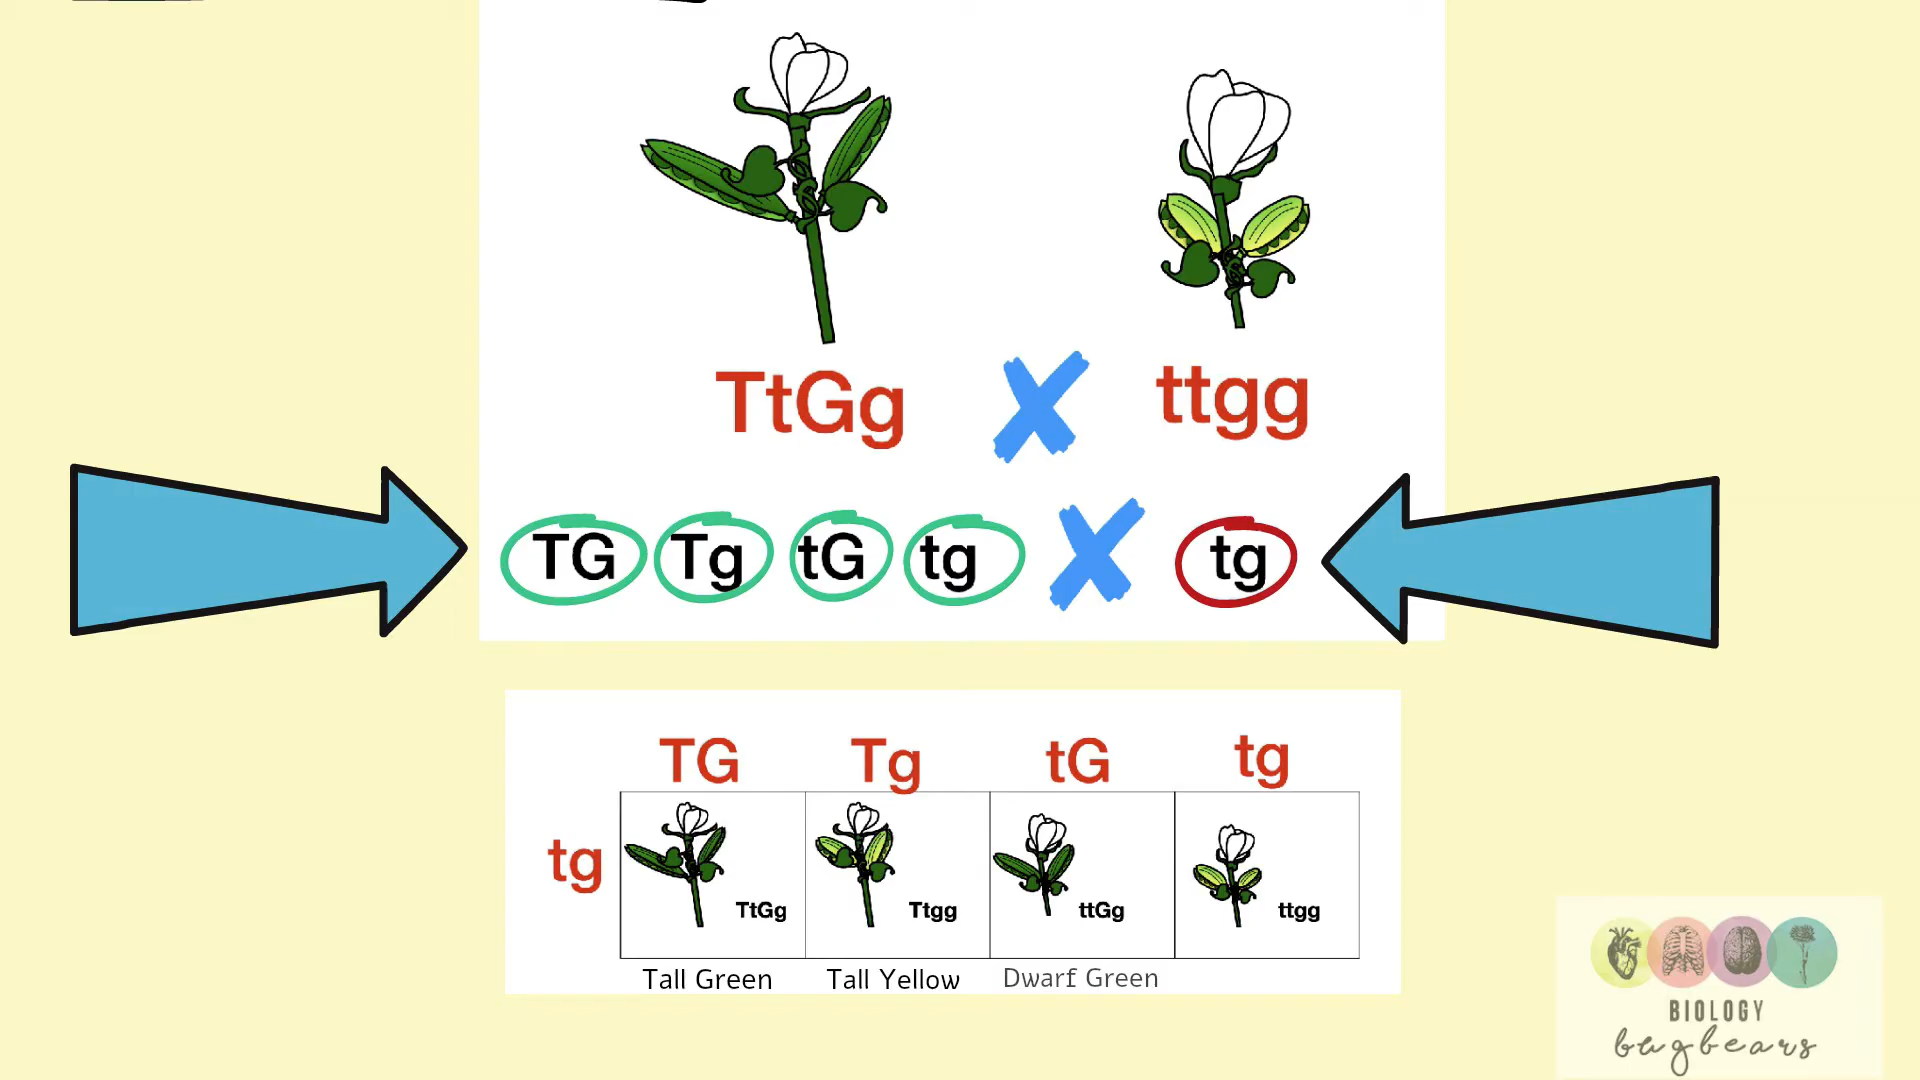 TtGg ttgg
TG Tg tG tg tg
TG Tg tG tg
tg
TtGg Ttgg ttGg ttgg
Tall Green Tall Yellow Dwarf Green
BIOLOGY
bugbears